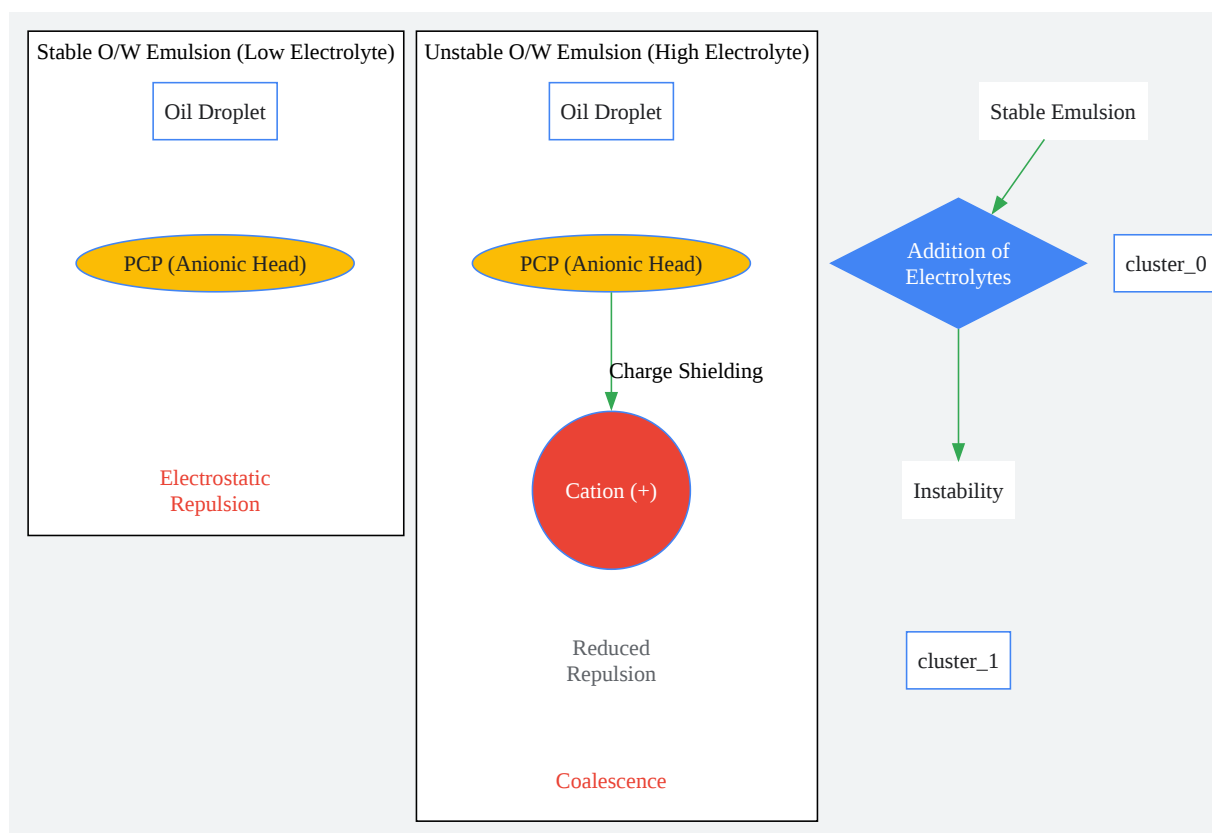 Stable O/W Emulsion (Low Electrolyte)
Oil Droplet
PCP (Anionic Head)
Electrostatic
Repulsion
Unstable O/W Emulsion (High Electrolyte)
Oil Droplet
PCP (Anionic Head)
Charge Shielding
Cation (+)
Reduced
Repulsion
Coalescence
Stable Emulsion
Addition of
Electrolytes
cluster_0
Instability
cluster_1